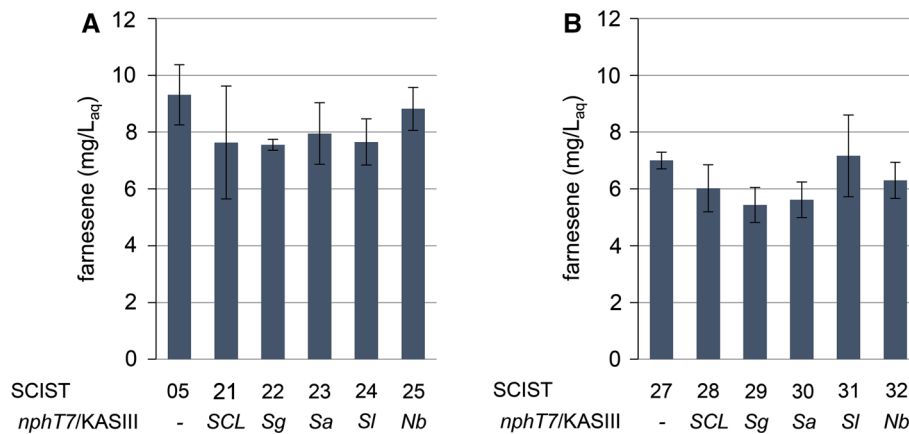 A
B
farnesene (mg/Laq)
12
10
8
6
4
2
0
farnesene (mg/Laq)
12
10
8
6
4
2
0
SCIST 05 21 22 23 24 25
nphT7/KASIII - SCL Sg Sa Sl Nb
SCIST 27 28 29 30 31 32
nphT7/KASIII - SCL Sg Sa Sl Nb